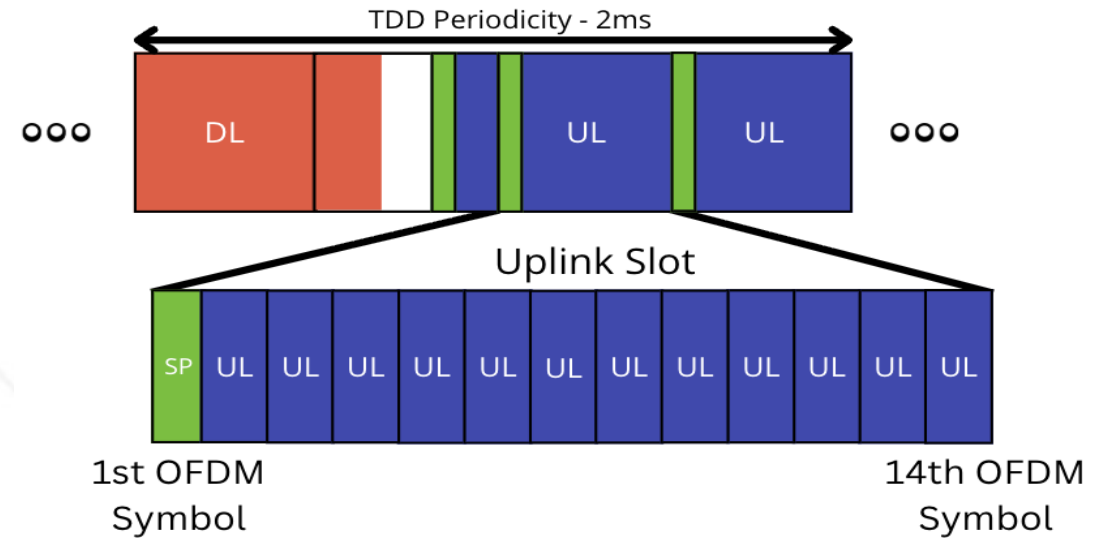 TDD Periodicity - 2ms
DL
UL
UL
Uplink Slot
SP UL UL UL UL UL UL UL UL UL UL UL UL
1st OFDM
Symbol
14th OFDM
Symbol